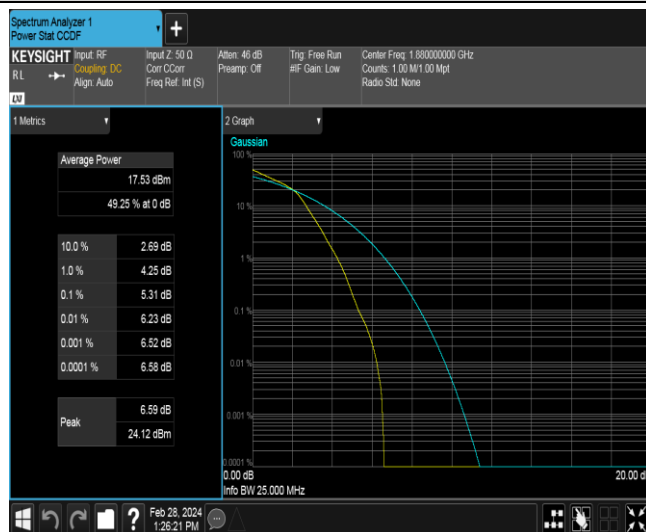 Spectrum Analyzer 1
Power Stat CCDF
+
KEYSIGHT
RL
LXI
Input: RF
Coupling: DC
Align: Auto
Input Z: 50 Ω
Corr CCorr
Freq Ref: Int (S)
Atten: 46 dB
Preamp: Off
Trig: Free Run
#IF Gain: Low
Center Freq: 1.880000000 GHz
Counts: 1.00 M/1.00 Mpt
Radio Std: None
1 Metrics
Average Power
17.53 dBm
49.25 % at 0 dB
10.0 % 2.69 dB
1.0 % 4.25 dB
0.1 % 5.31 dB
0.01 % 6.23 dB
0.001 % 6.52 dB
0.0001 % 6.58 dB
Peak 6.59 dB
24.12 dBm
2 Graph
Gaussian
100 %
10 %
1 %
0.1 %
0.01 %
0.001 %
0.0001 %
0.00 dB
20.00 d
Info BW 25.000 MHz
?
Feb 28, 2024
1:26:21 PM